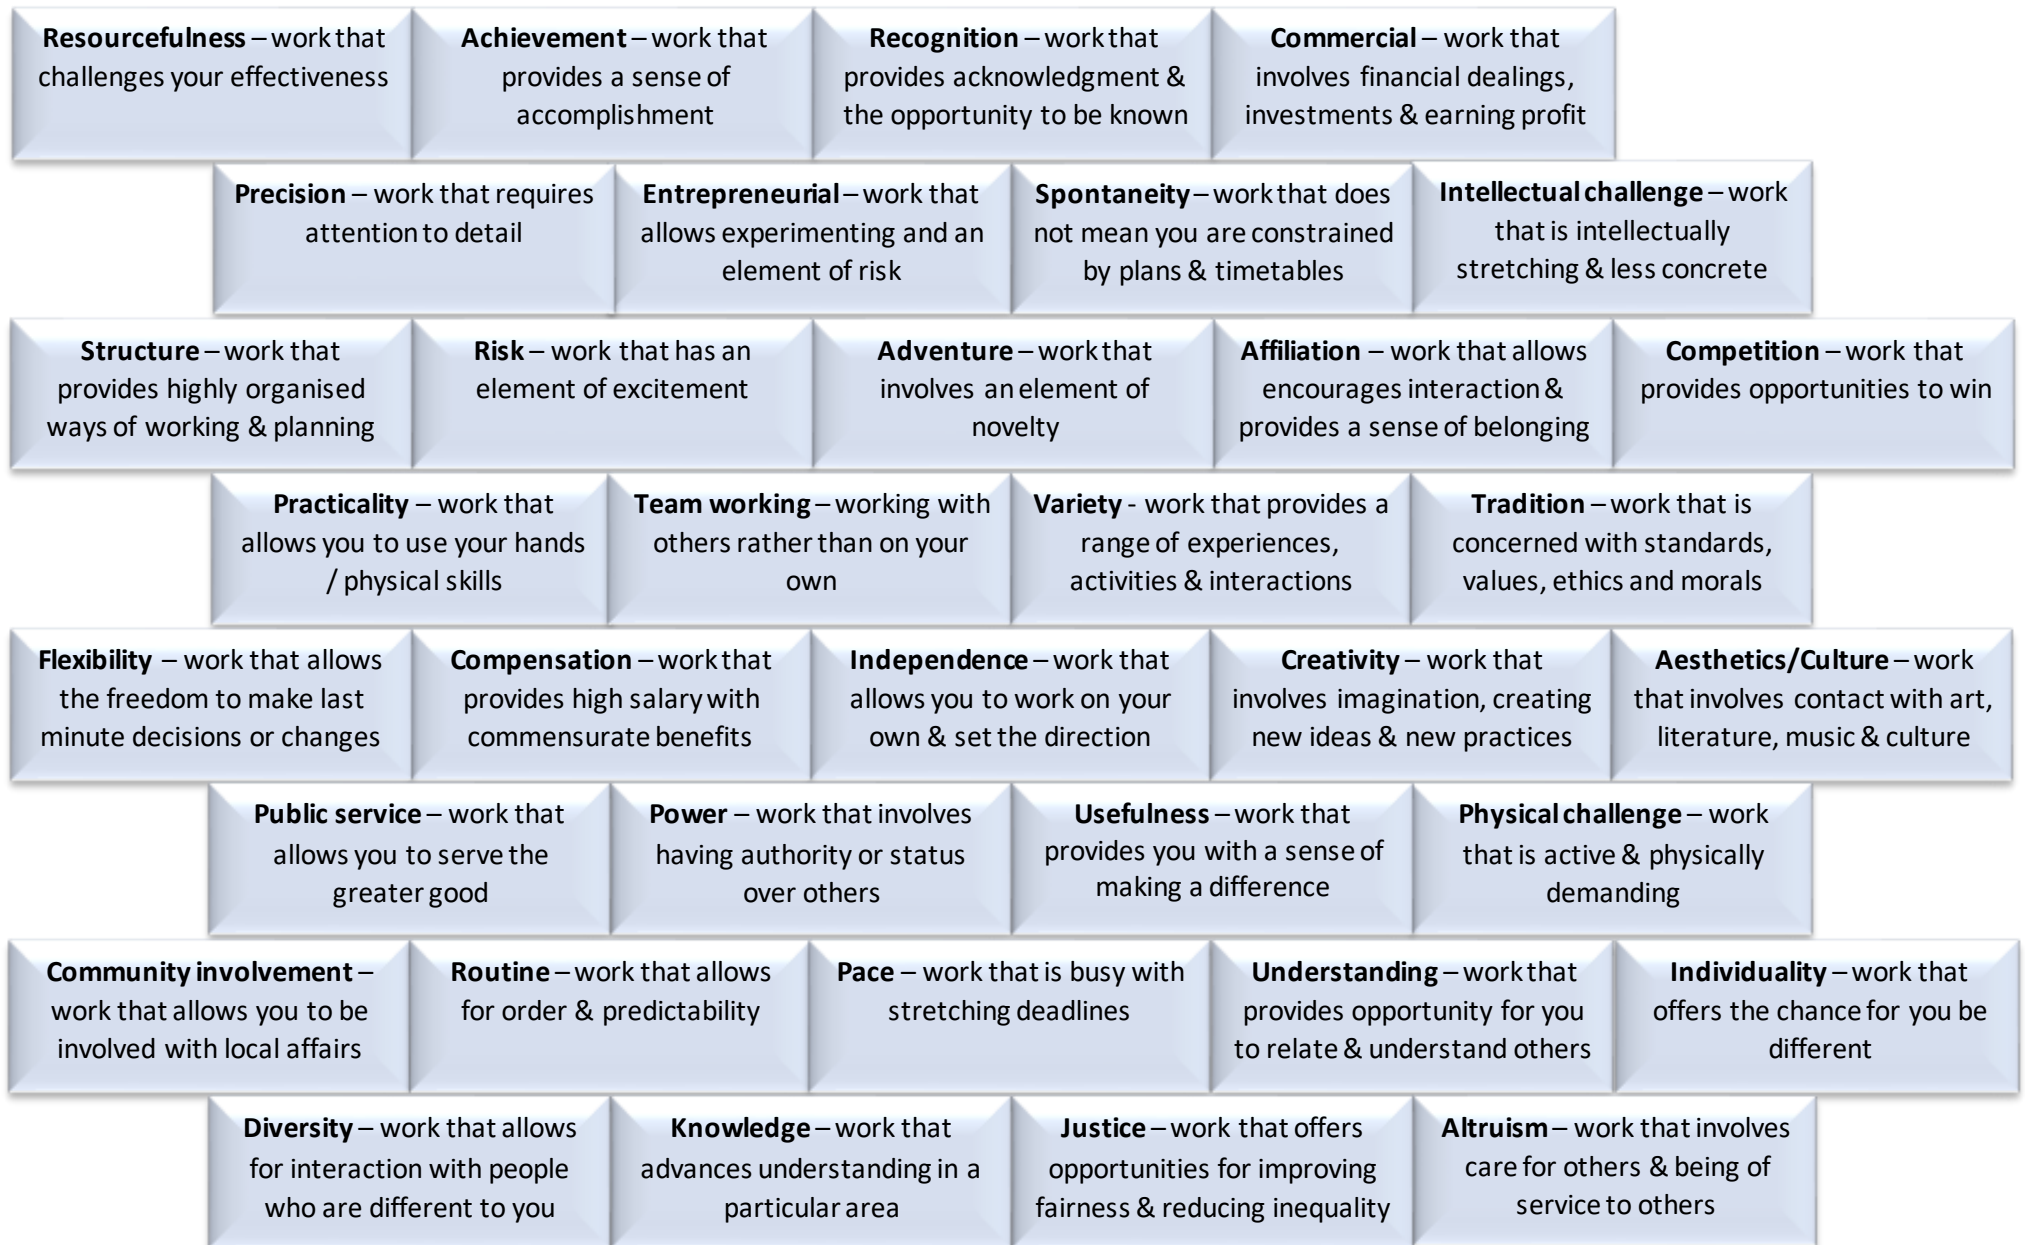 Resourcefulness – work that
challenges your effectiveness
Achievement – work that
provides a sense of
accomplishment
Recognition – work that
provides acknowledgment &
the opportunity to be known
Commercial – work that
involves financial dealings,
investments & earning profit
Precision – work that requires
attention to detail
Entrepreneurial – work that
allows experimenting and an
element of risk
Spontaneity – work that does
not mean you are constrained
by plans & timetables
Intellectual challenge – work
that is intellectually
stretching & less concrete
Structure – work that
provides highly organised
ways of working & planning
Risk – work that has an
element of excitement
Adventure – work that
involves an element of
novelty
Affiliation – work that allows
encourages interaction &
provides a sense of belonging
Competition – work that
provides opportunities to win
Practicality – work that
allows you to use your hands
/ physical skills
Team working – working with
others rather than on your
own
Variety - work that provides a
range of experiences,
activities & interactions
Tradition – work that is
concerned with standards,
values, ethics and morals
Flexibility – work that allows
the freedom to make last
minute decisions or changes
Compensation – work that
provides high salary with
commensurate benefits
Independence – work that
allows you to work on your
own & set the direction
Creativity – work that
involves imagination, creating
new ideas & new practices
Aesthetics/Culture – work
that involves contact with art,
literature, music & culture
Public service – work that
allows you to serve the
greater good
Power – work that involves
having authority or status
over others
Usefulness – work that
provides you with a sense of
making a difference
Physical challenge – work
that is active & physically
demanding
Community involvement –
work that allows you to be
involved with local affairs
Routine – work that allows
for order & predictability
Pace – work that is busy with
stretching deadlines
Understanding – work that
provides opportunity for you
to relate & understand others
Individuality – work that
offers the chance for you be
different
Diversity – work that allows
for interaction with people
who are different to you
Knowledge – work that
advances understanding in a
particular area
Justice – work that offers
opportunities for improving
fairness & reducing inequality
Altruism – work that involves
care for others & being of
service to others